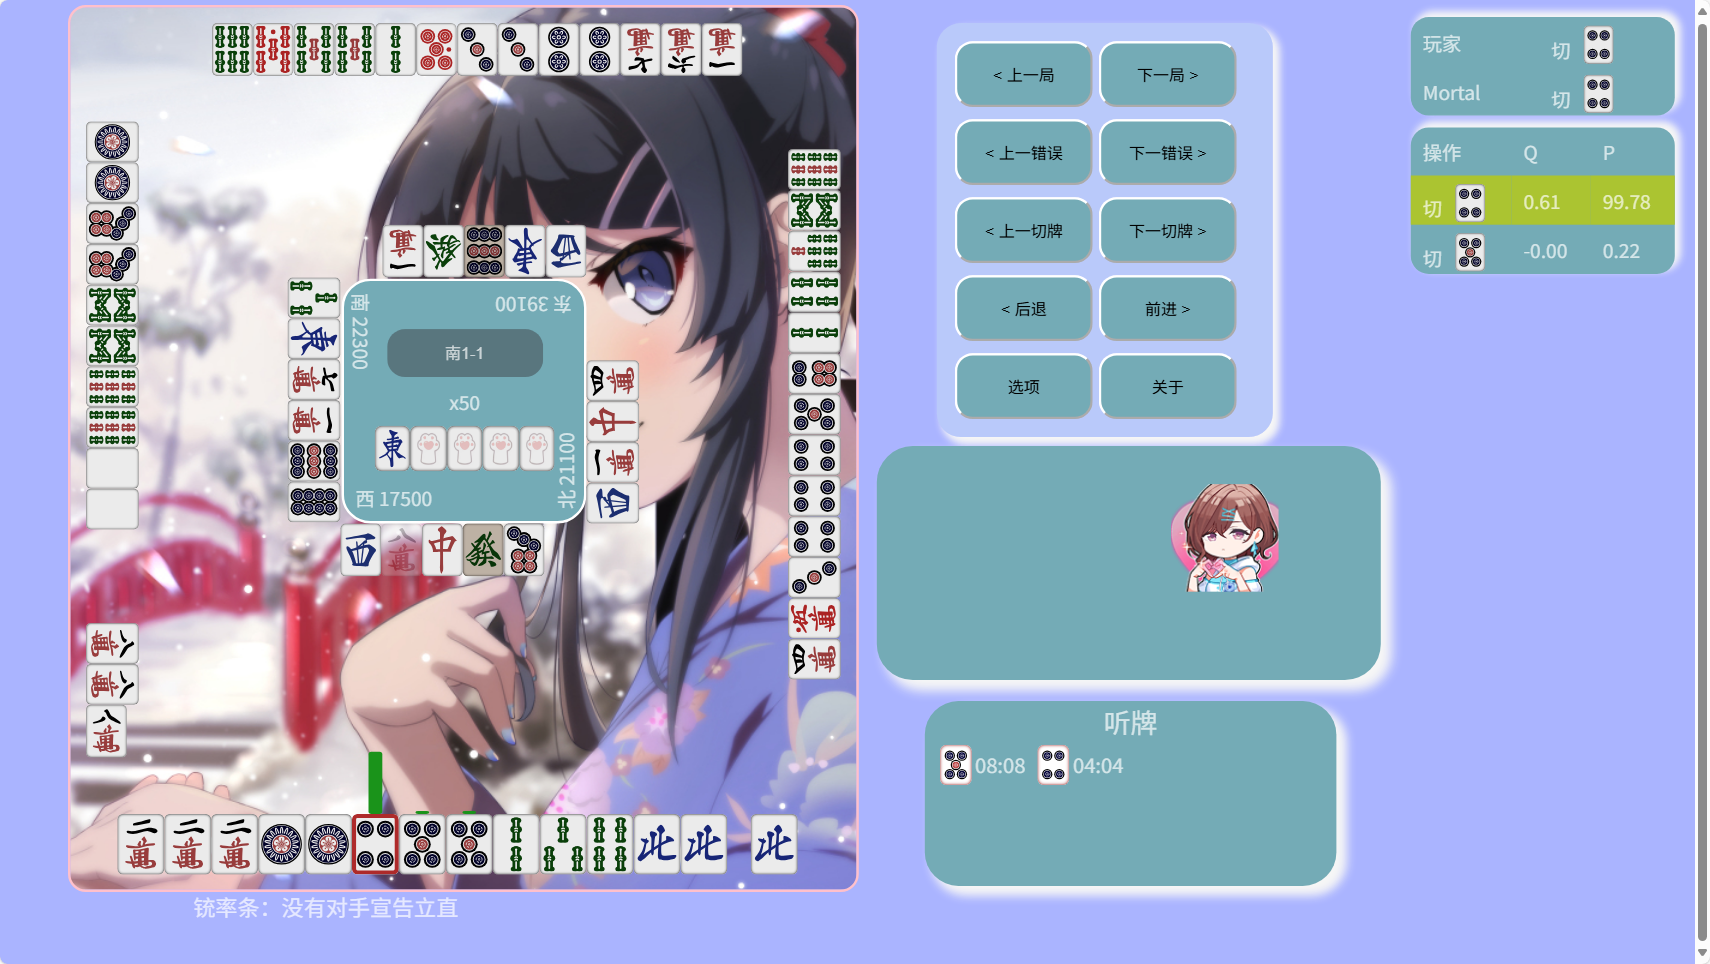 < 上一局
下一局 >
< 上一错误
下一错误 >
< 上一切牌
下一切牌 >
< 后退
前进 >
选项
关于
玩家 切
Mortal 切
操作 Q P
切 0.61 99.78
切 -0.00 0.22
东 39100
南 22300
南1-1
x50
東
北 21100
西 17500
听牌
08:08 04:04
铳率条：没有对手宣告立直